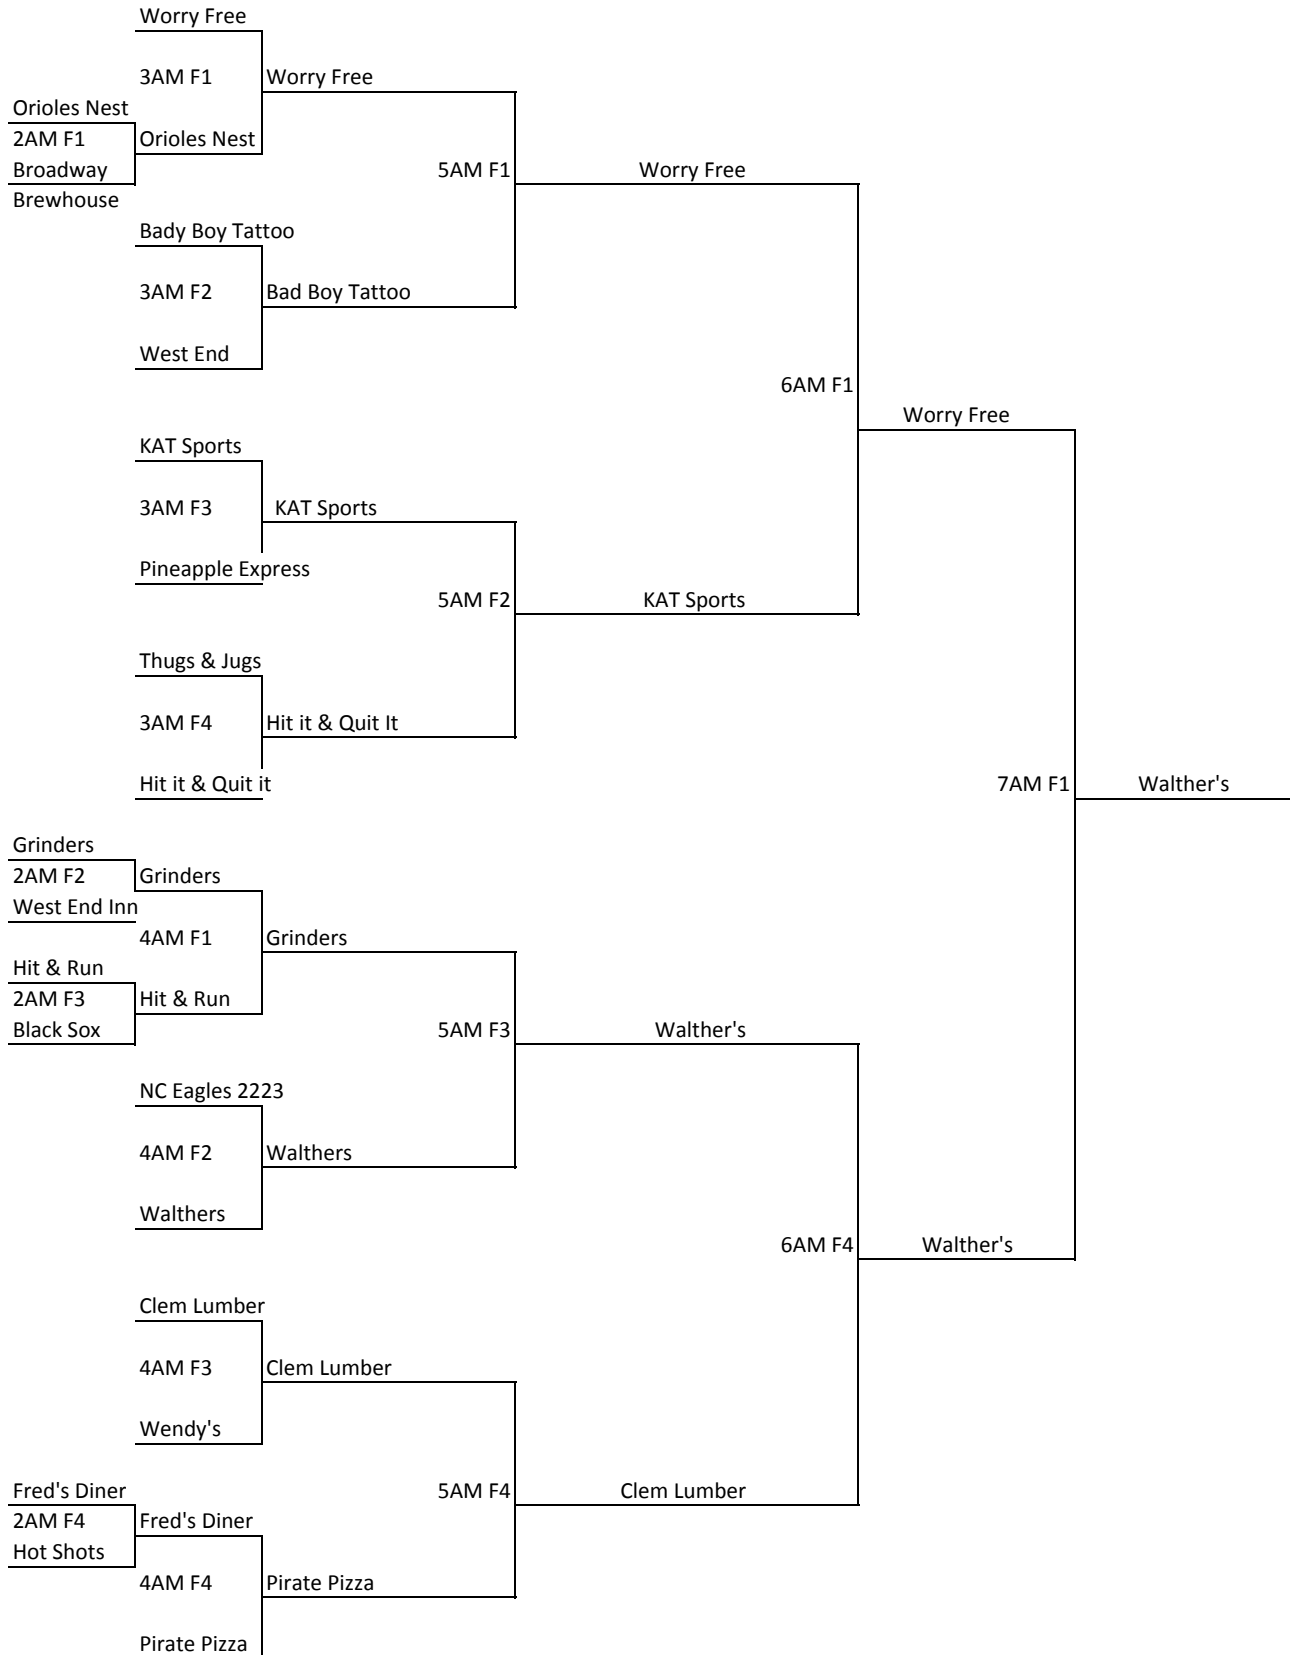 Worry Free
3AM F1
Worry Free
Orioles Nest
2AM F1
Orioles Nest
Broadway
5AM F1
Worry Free
Brewhouse
Bady Boy Tattoo
3AM F2
Bad Boy Tattoo
West End
6AM F1
Worry Free
KAT Sports
3AM F3
KAT Sports
Pineapple Express
5AM F2
KAT Sports
Thugs & Jugs
3AM F4
Hit it & Quit It
Hit it & Quit it
7AM F1
Walther's
Grinders
2AM F2
Grinders
West End Inn
4AM F1
Grinders
Hit & Run
2AM F3
Hit & Run
Black Sox
5AM F3
Walther's
NC Eagles 2223
4AM F2
Walthers
Walthers
6AM F4
Walther's
Clem Lumber
4AM F3
Clem Lumber
Wendy's
Fred's Diner
5AM F4
Clem Lumber
2AM F4
Fred's Diner
Hot Shots
4AM F4
Pirate Pizza
Pirate Pizza